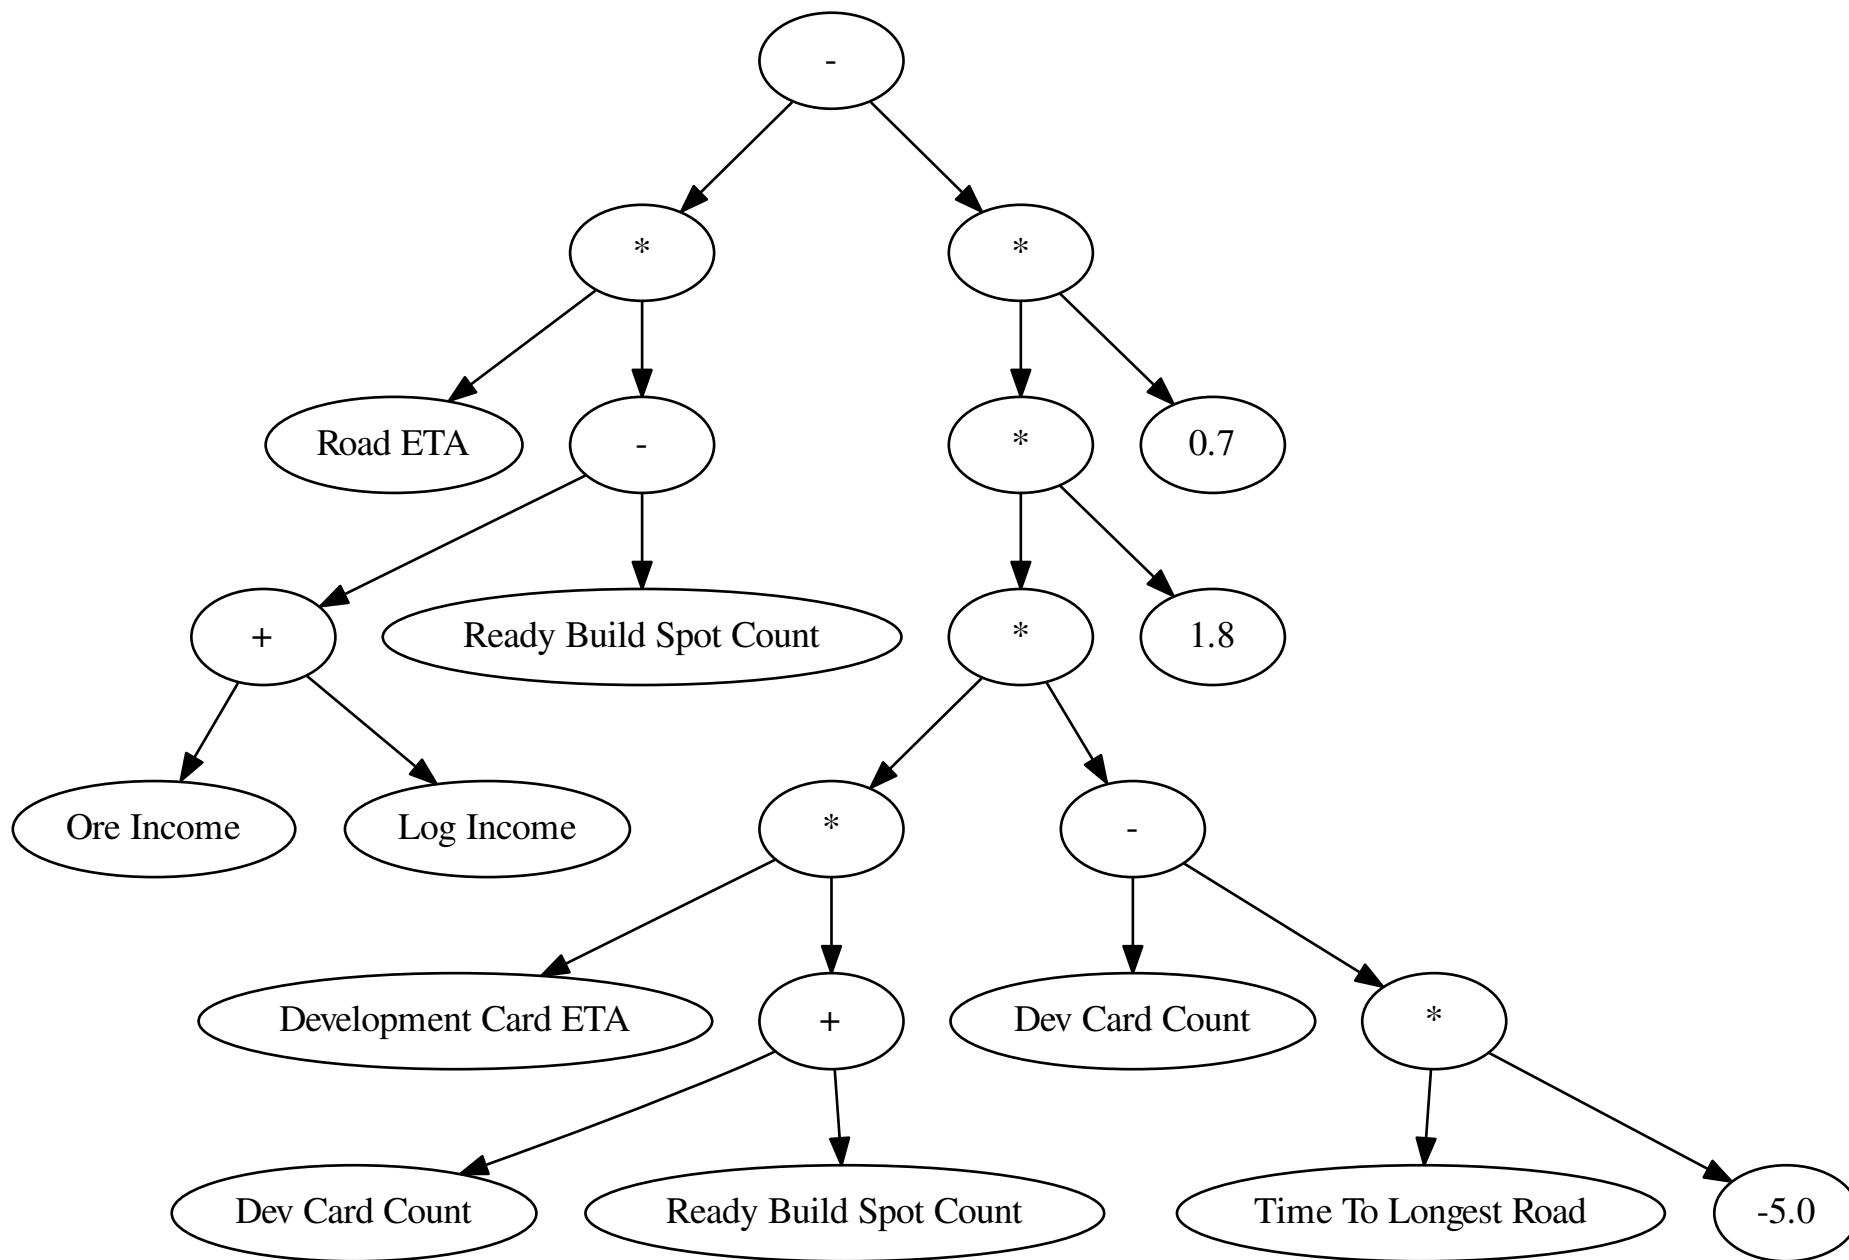 -
*
*
Road ETA
-
*
0.7
+
Ready Build Spot Count
*
1.8
Ore Income
Log Income
*
-
Development Card ETA
+
Dev Card Count
*
Dev Card Count
Ready Build Spot Count
Time To Longest Road
-5.0